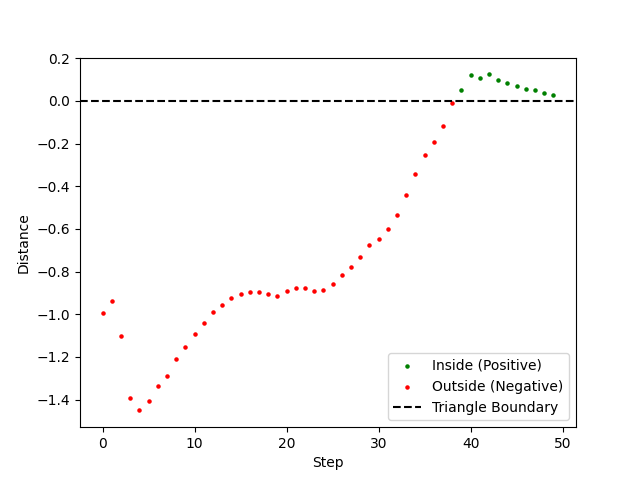 0.2
0.0
−0.2
−0.4
−0.6
−0.8
−1.0
−1.2
−1.4
Distance
0 10 20 30 40 50
Step
Inside (Positive)
Outside (Negative)
Triangle Boundary